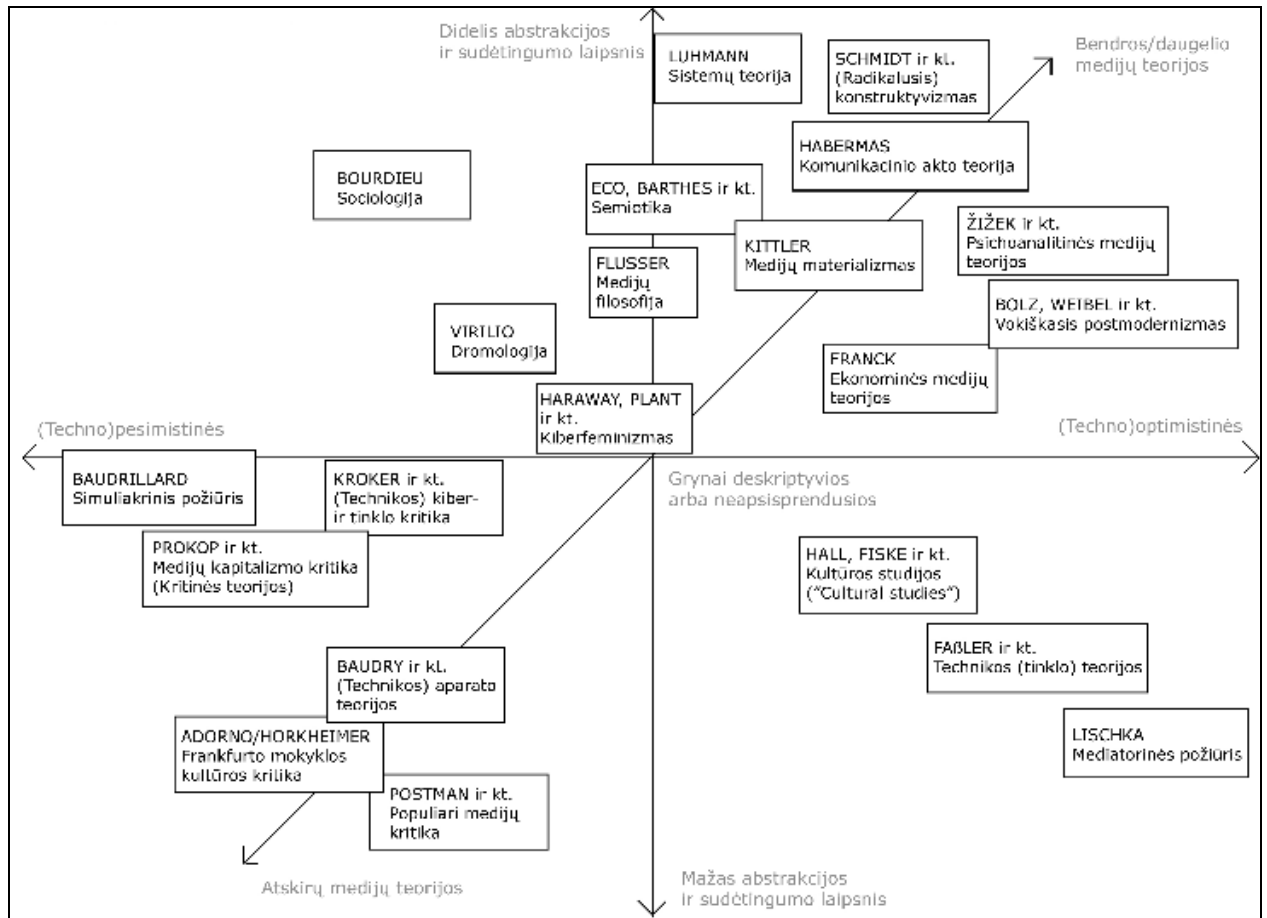 Didelis abstrakcijos
ir sudėtingumo laipsnis
LUHMANN
Sistemų teorija
SCHMIDT ir kt.
(Radikalusis)
konstruktyvizmas
Bendros/daugelio
medijų teorijos
HABERMAS
Komunikacinio akto teorija
BOURDIEU
Sociologija
ECO, BARTHES ir kt.
Semiotika
ŽIŽEK ir kt.
Psichoanalitinės medijų
teorijos
KITTLER
Medijų materializmas
FLUSSER
Medijų
filosofija
BOLZ, WEIBEL ir kt.
Vokiškasis postmodernizmas
VIRILIO
Dromologija
FRANCK
Ekonominės medijų
teorijos
HARAWAY, PLANT
ir kt.
Kiberfeminizmas
(Techno)pesimistinės
(Techno)optimistinės
BAUDRILLARD
Simuliakrinis požiūris
KROKER ir kt.
(Technikos) kiber-
ir tinklo kritika
Grynai deskriptyvios
arba neapsisprendusios
PROKOP ir kt.
Medijų kapitalizmo kritika
(Kritinės teorijos)
HALL, FISKE ir kt.
Kultūros studijos
("Cultural studies")
FAßLER ir kt.
Technikos (tinklo) teorijos
BAUDRY ir kt.
(Technikos) aparato
teorijos
ADORNO/HORKHEIMER
Frankfurto mokyklos
kultūros kritika
LISCHKA
Mediatorinės požiūris
POSTMAN ir kt.
Populiari medijų
kritika
Atskirų medijų teorijos
Mažas abstrakcijos
ir sudėtingumo laipsnis